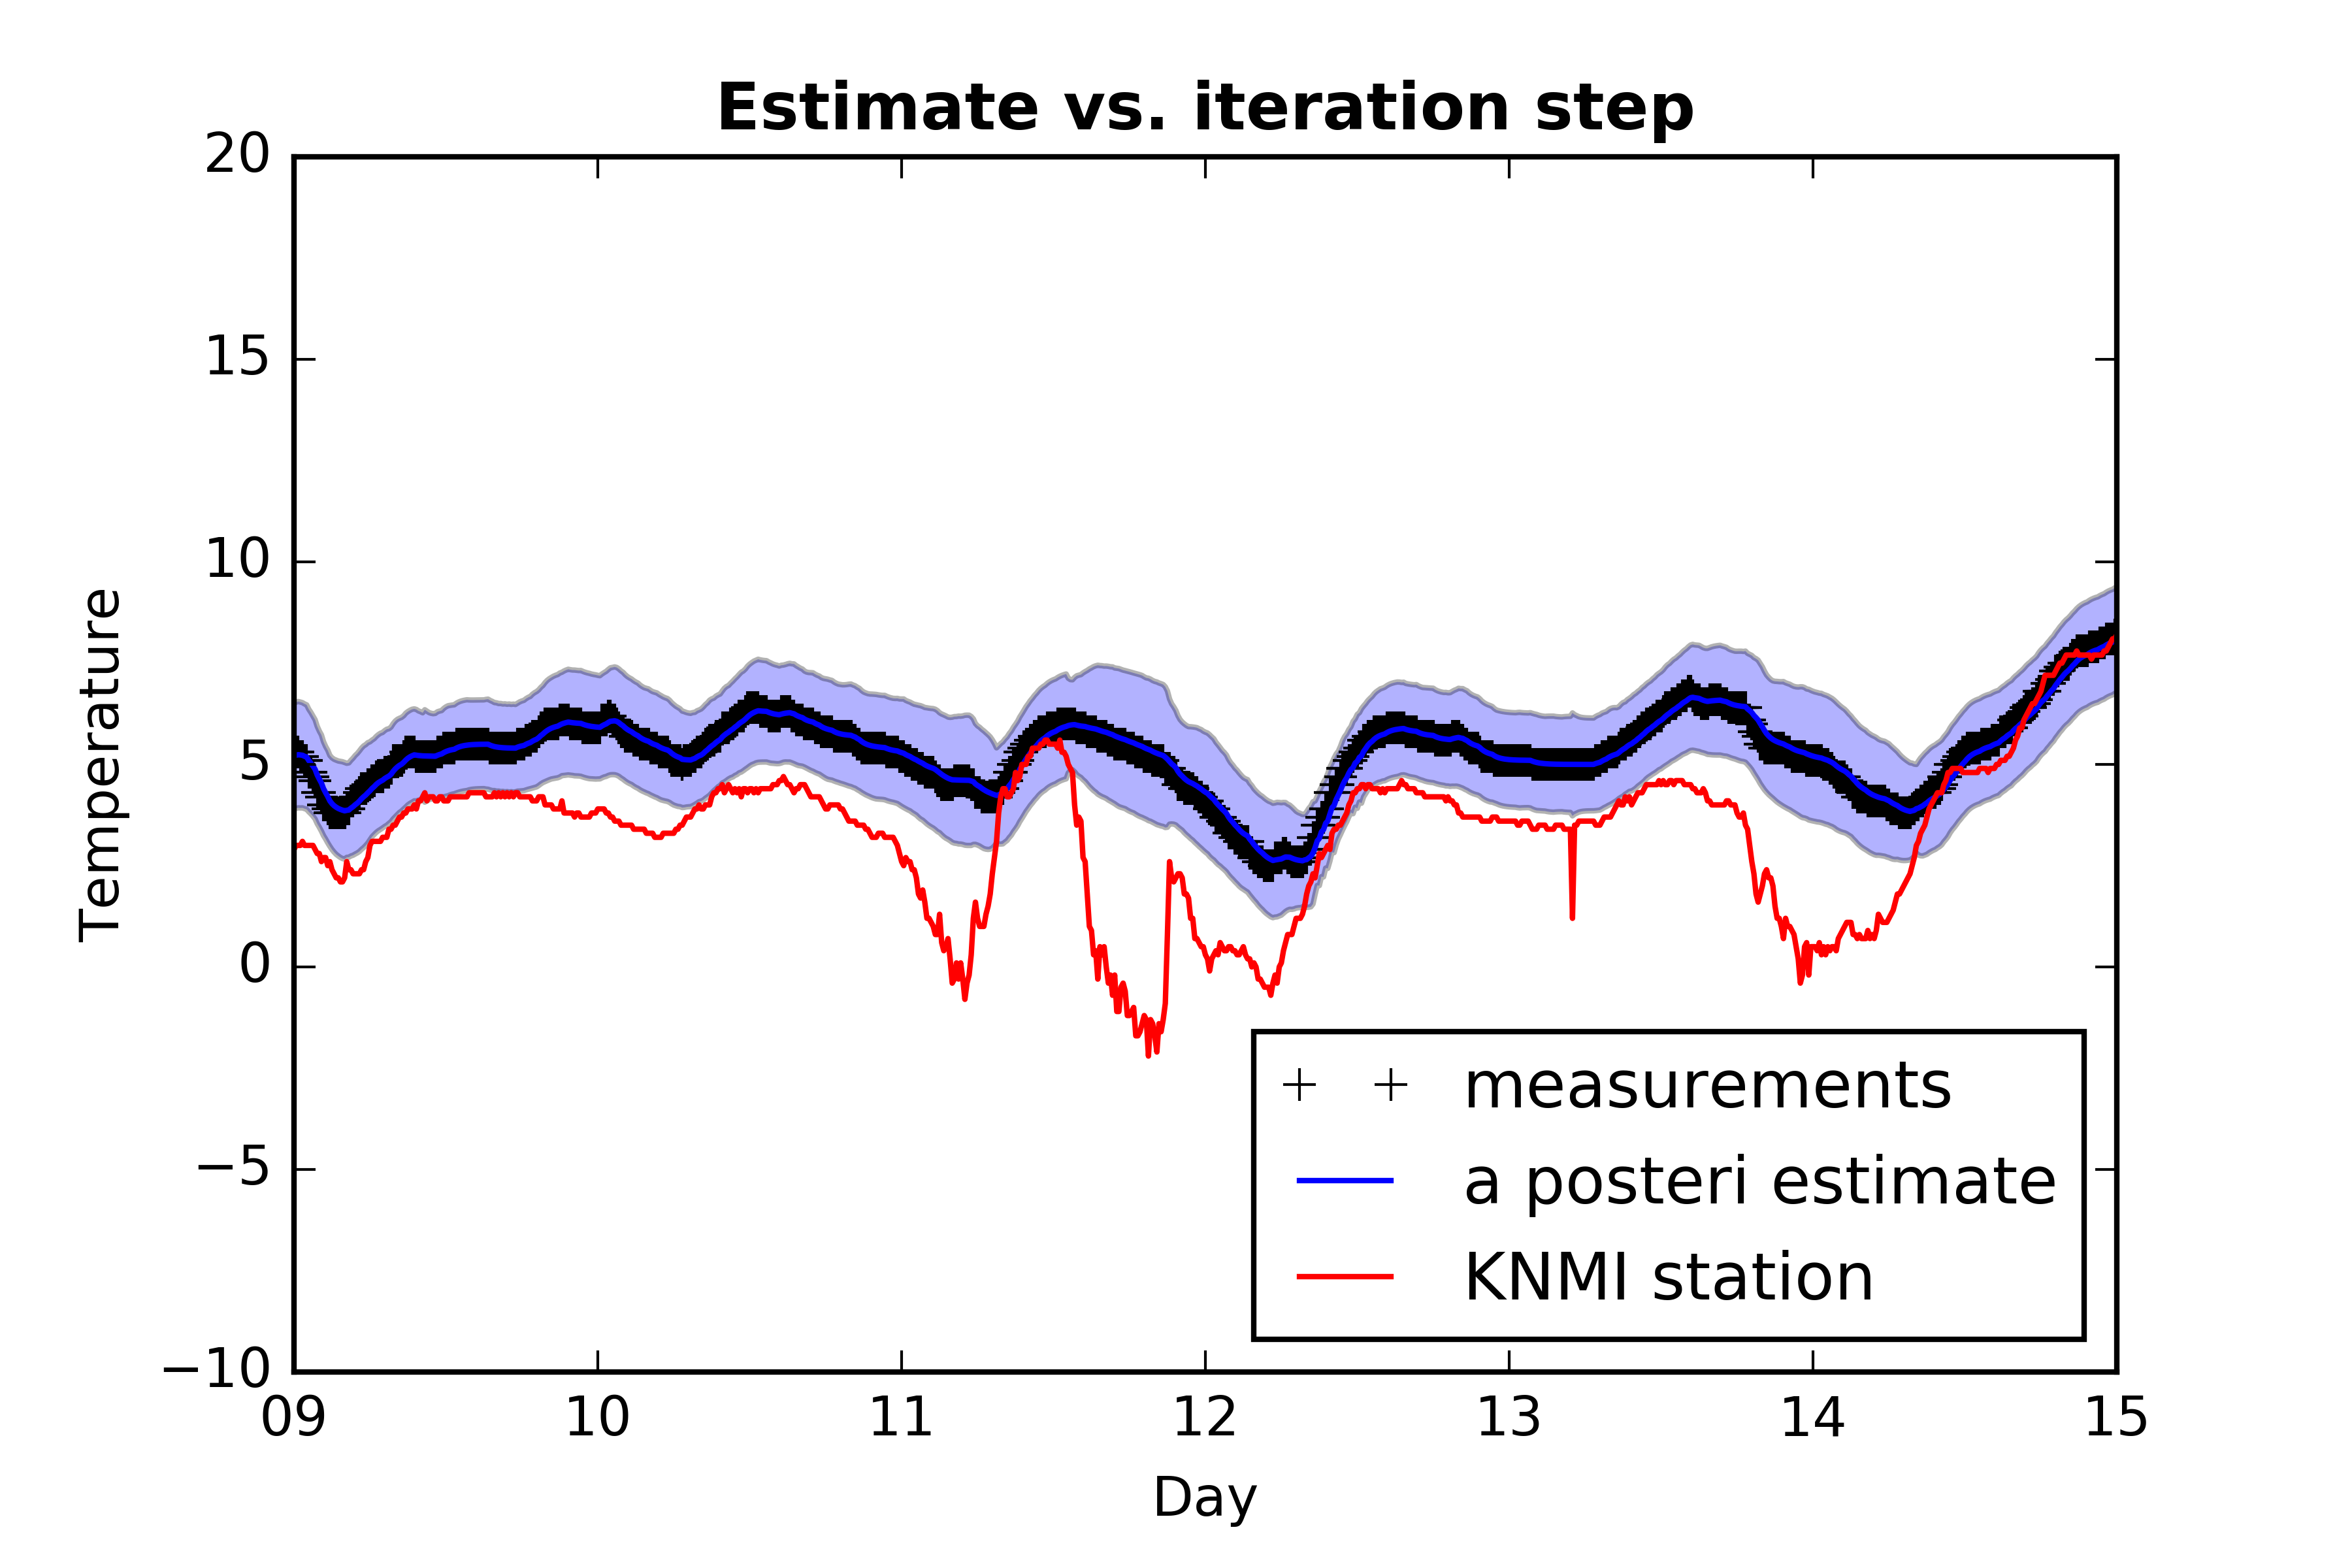 Estimate vs. iteration step
20
15
10
5
0
−5
−10
Temperature
09 10 11 12 13 14 15
Day
measurements
a posteri estimate
KNMI station